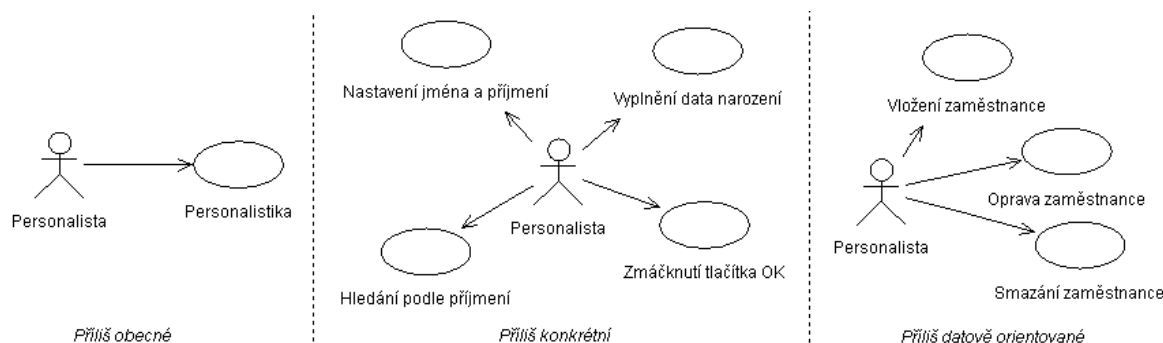 Personalista
Personalistika
Příliš obecné
Nastavení jména a příjmení
Vyplnění data narození
Personalista
Hledání podle příjmení
Zmáčknutí tlačítka OK
Příliš konkrétní
Vložení zaměstnance
Oprava zaměstnance
Personalista
Smazání zaměstnance
Příliš datově orientované